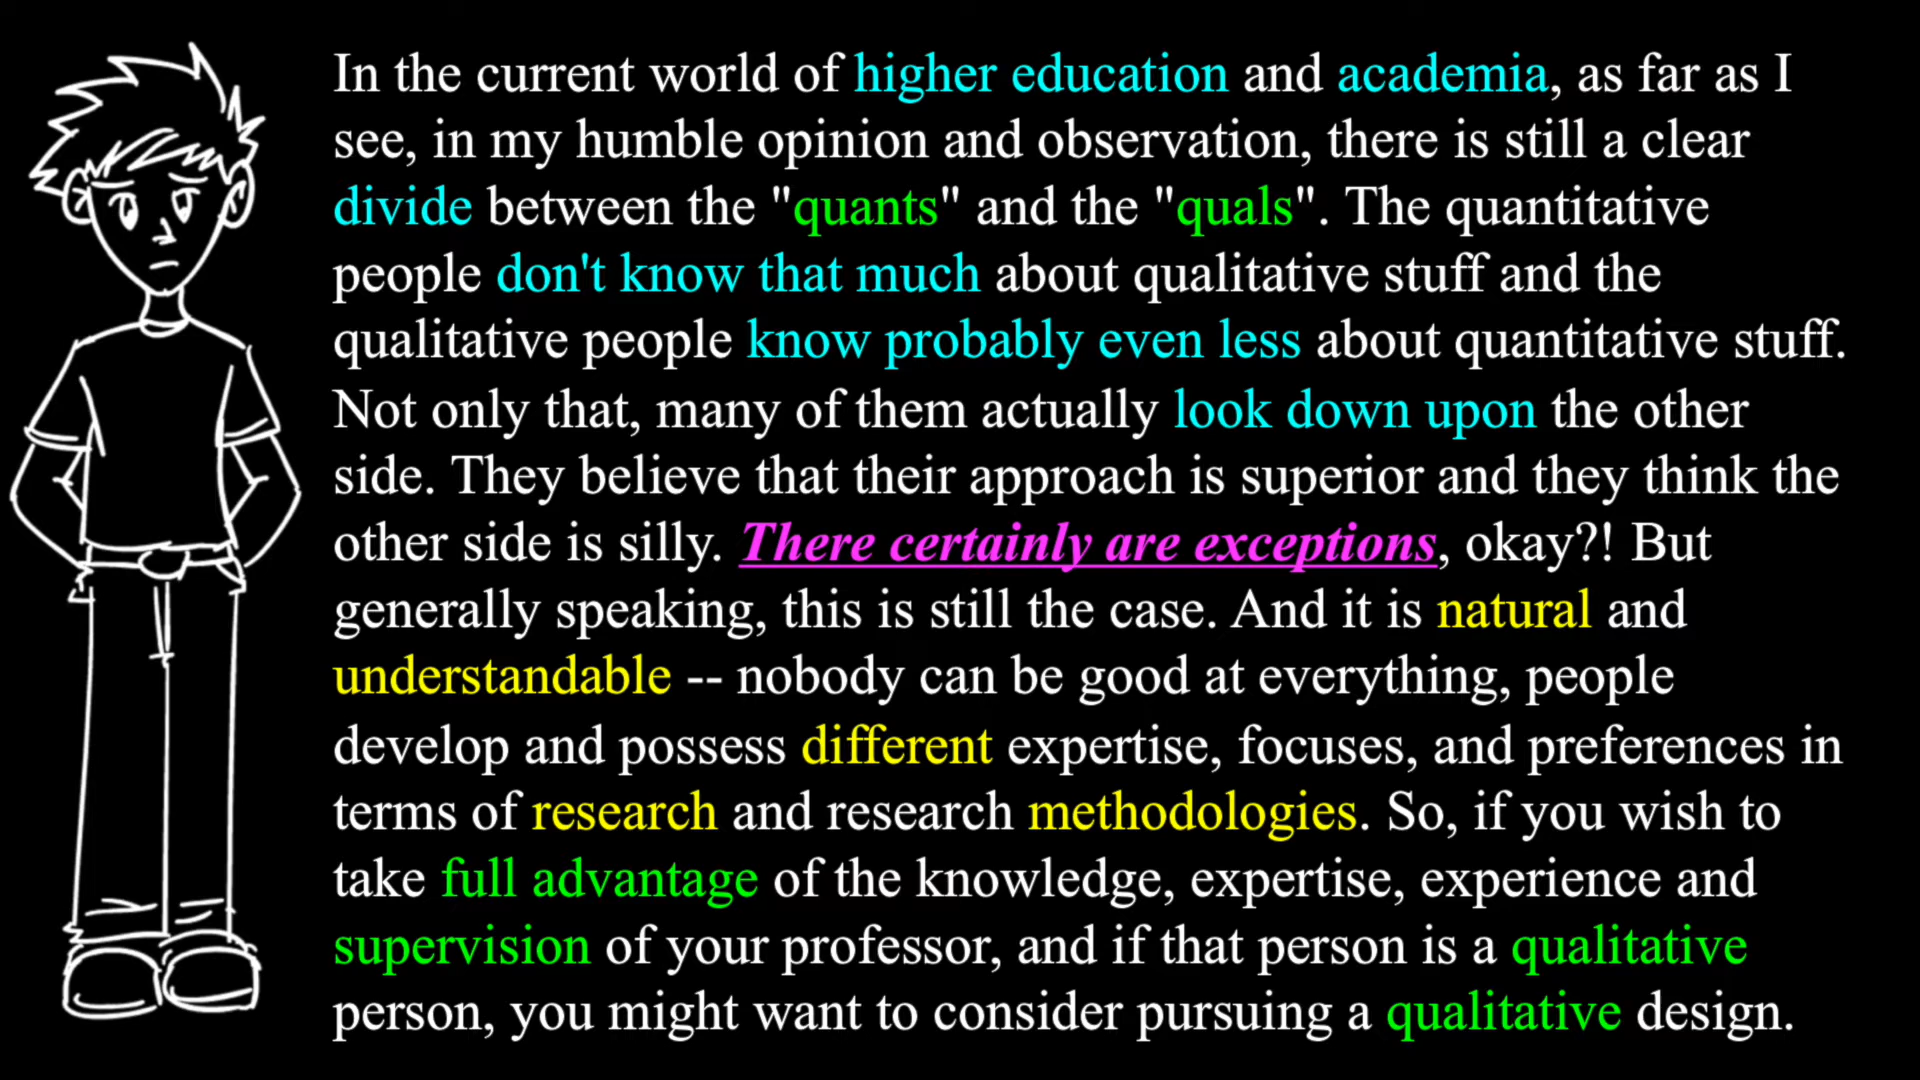 In the current world of higher education and academia, as far as I
see, in my humble opinion and observation, there is still a clear
divide between the "quants" and the "quals". The quantitative
people don't know that much about qualitative stuff and the
qualitative people know probably even less about quantitative stuff.
Not only that, many of them actually look down upon the other
side. They believe that their approach is superior and they think the
other side is silly. There certainly are exceptions, okay?! But
generally speaking, this is still the case. And it is natural and
understandable -- nobody can be good at everything, people
develop and possess different expertise, focuses, and preferences in
terms of research and research methodologies. So, if you wish to
take full advantage of the knowledge, expertise, experience and
supervision of your professor, and if that person is a qualitative
person, you might want to consider pursuing a qualitative design.